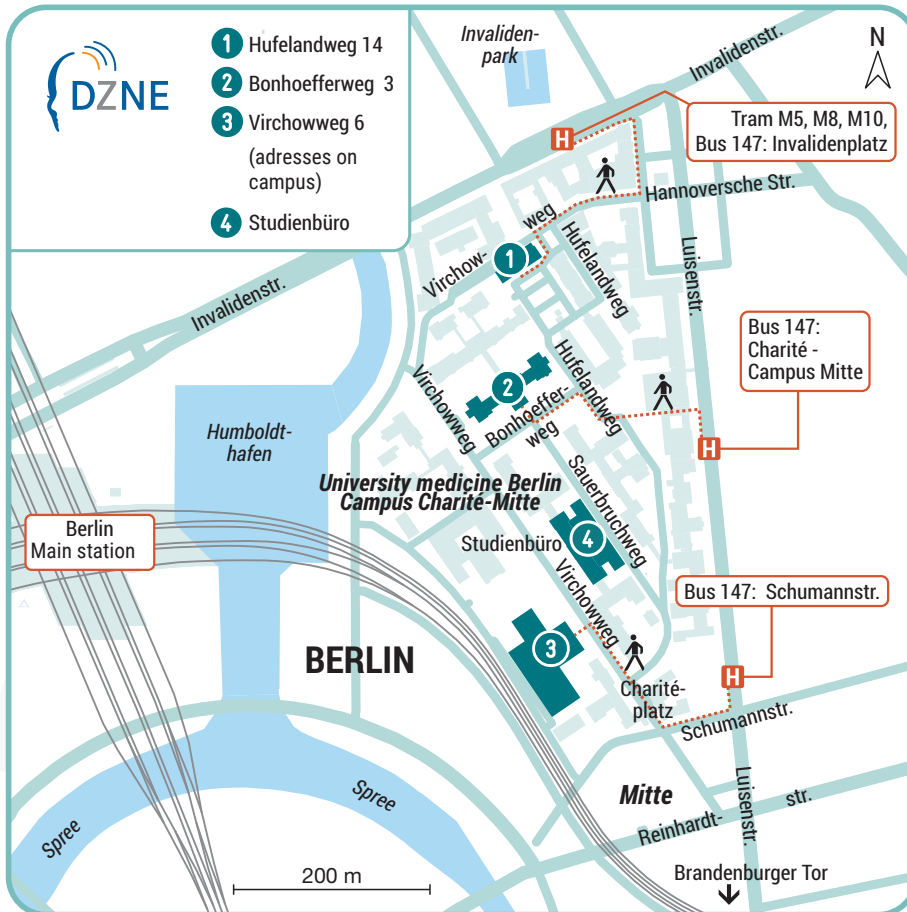 DZNE
1 Hufelandweg 14
2 Bonhoefferweg 3
3 Virchowweg 6
(adresses on
campus)
4 Studienbüro
Invaliden-
park
Invalidenstr.
N
H
Tram M5, M8, M10,
Bus 147: Invalidenplatz
Hannoversche Str.
Virchow-
weg
1
Hufelandweg
Luisenstr.
Invalidenstr.
Bus 147:
Charité -
Campus Mitte
Virchowweg
2
Hufelandweg
Bonhoeffer-
weg
H
Humboldt-
hafen
University medicine Berlin
Campus Charité-Mitte
Sauerbruchweg
Berlin
Main station
Studienbüro
4
Virchowweg
Bus 147: Schumannstr.
3
BERLIN
H
Charité-
platz
Schumannstr.
Spree
Spree
Mitte
Luisenstr.
Reinhardt-
str.
200 m
Brandenburger Tor